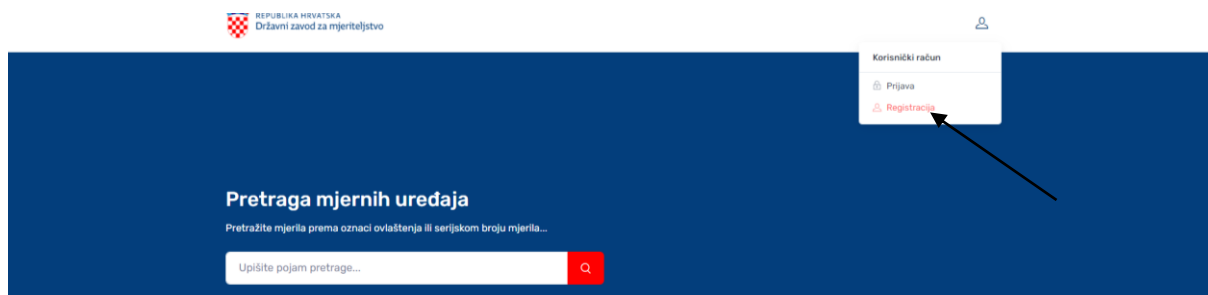 REPUBLIKA HRVATSKA
Državni zavod za mjeriteljstvo
Korisnički račun
Prijava
Registracija
Pretraga mjernih uređaja
Pretražite mjerila prema oznaci ovlaštenja ili serijskom broju mjerila...
Upišite pojam pretrage...